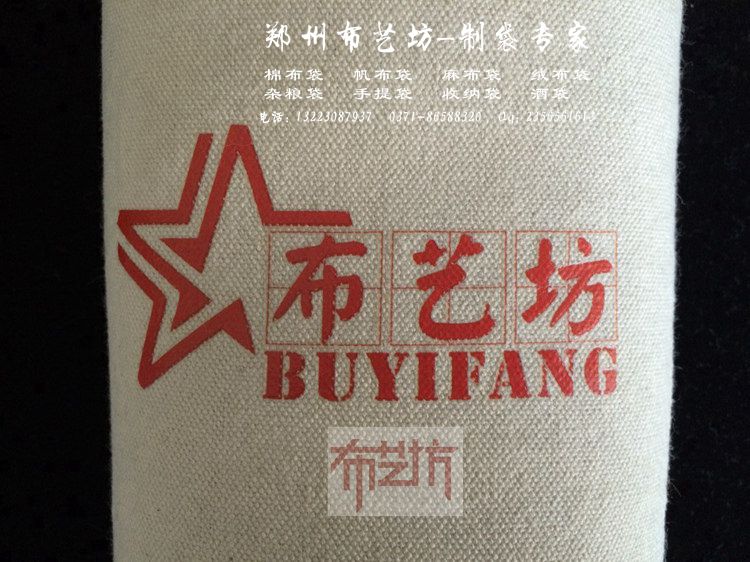 郑州布艺坊-制袋专家
棉布袋 帆布袋 麻布袋 绒布袋
杂粮袋 手提袋 收纳袋 酒袋
电话：13223087937 0371-86588320 QQ：2356561613
布艺坊
BUYIFANG
布艺坊